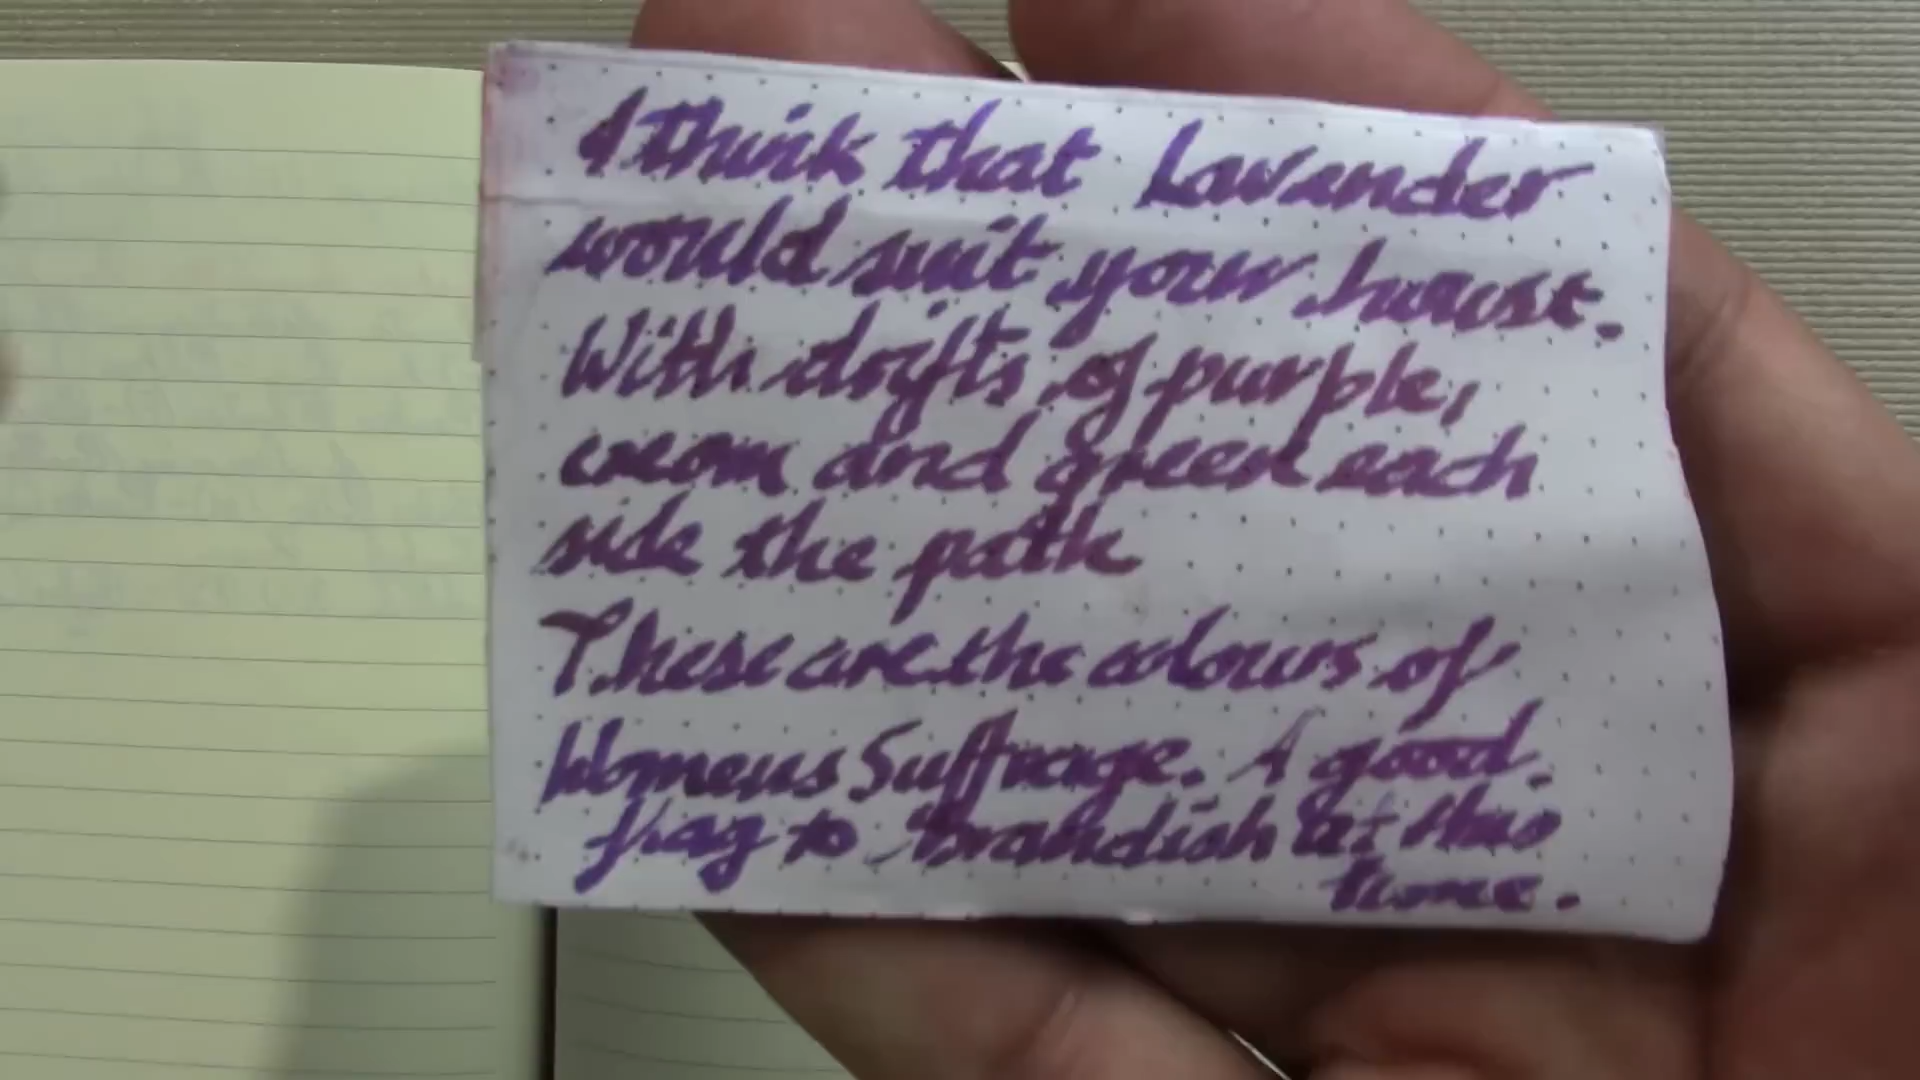 I think that Lavender
would suit your house.
With drifts of purple,
cream and green each
side the path
These are the colours of
Womens Suffrage. A good
flag to brandish at this
time.